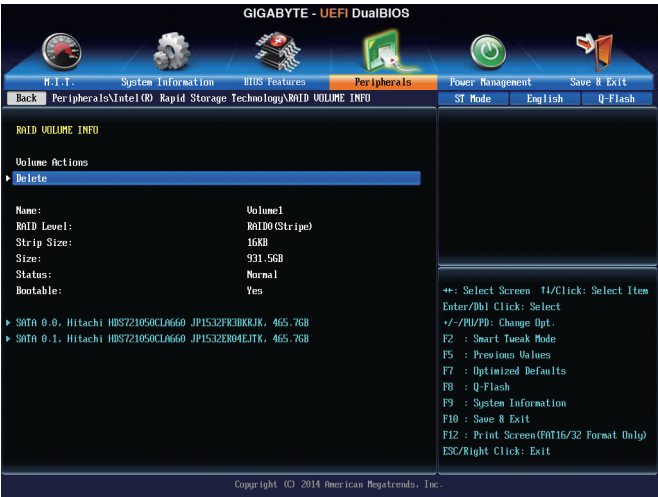 GIGABYTE - UEFI DualBIOS
M.I.T. System Information BIOS Features Peripherals Power Management Save & Exit
Back Peripherals\Intel(R) Rapid Storage Technology\RAID VOLUME INFO ST Mode English Q-Flash
RAID VOLUME INFO
Volume Actions
Delete
Name: Volume1
RAID Level: RAID0(Stripe)
Strip Size: 16KB
Size: 931.5GB
Status: Normal
Bootable: Yes
SATA 0.0, Hitachi HDS721050CLA660 JP1532FR3BKRJK, 465.7GB
SATA 0.1, Hitachi HDS721050CLA660 JP1532ER04EJTK, 465.7GB
→←: Select Screen ↑↓/Click: Select Item
Enter/Dbl Click: Select
+/-/PU/PD: Change Opt.
F2 : Smart Tweak Mode
F5 : Previous Values
F7 : Optimized Defaults
F8 : Q-Flash
F9 : System Information
F10 : Save & Exit
F12 : Print Screen(FAT16/32 Format Only)
ESC/Right Click: Exit
Copyright (C) 2014 American Megatrends, Inc.